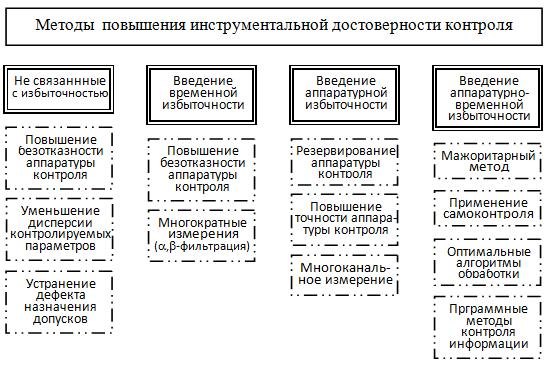 Методы повышения инструментальной достоверности контроля
Не связаннные
с избыточностью
Повышение
безотказности
аппаратуры
контроля
Уменьшение
дисперсии
контролируемых
параметров
Устранение
дефекта
назначения
допусков
Введение
временной
избыточности
Повышение
безотказности
аппаратуры
контроля
Многократные
измерения
(α,β-фильтрация)
Введение
аппаратурной
избыточности
Резервирование
аппаратуры
контроля
Повышение
точности аппара-
туры контроля
Многоканаль-
ное измерение
Введение
аппаратурно-
временной
избыточности
Мажоритарный
метод
Применение
самоконтроля
Оптимальные
алгоритмы
обработки
Прграммные
методы
контроля
информации